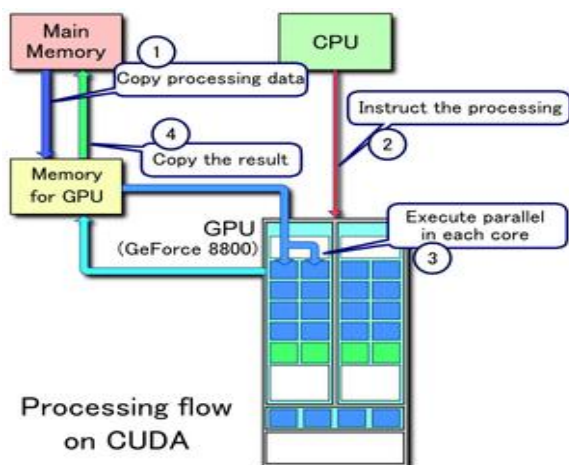 Main
Memory
CPU
1
Copy processing data
Instruct the processing
2
4
Copy the result
Memory
for GPU
GPU
(GeForce 8800)
Execute parallel
in each core
3
Processing flow
on CUDA